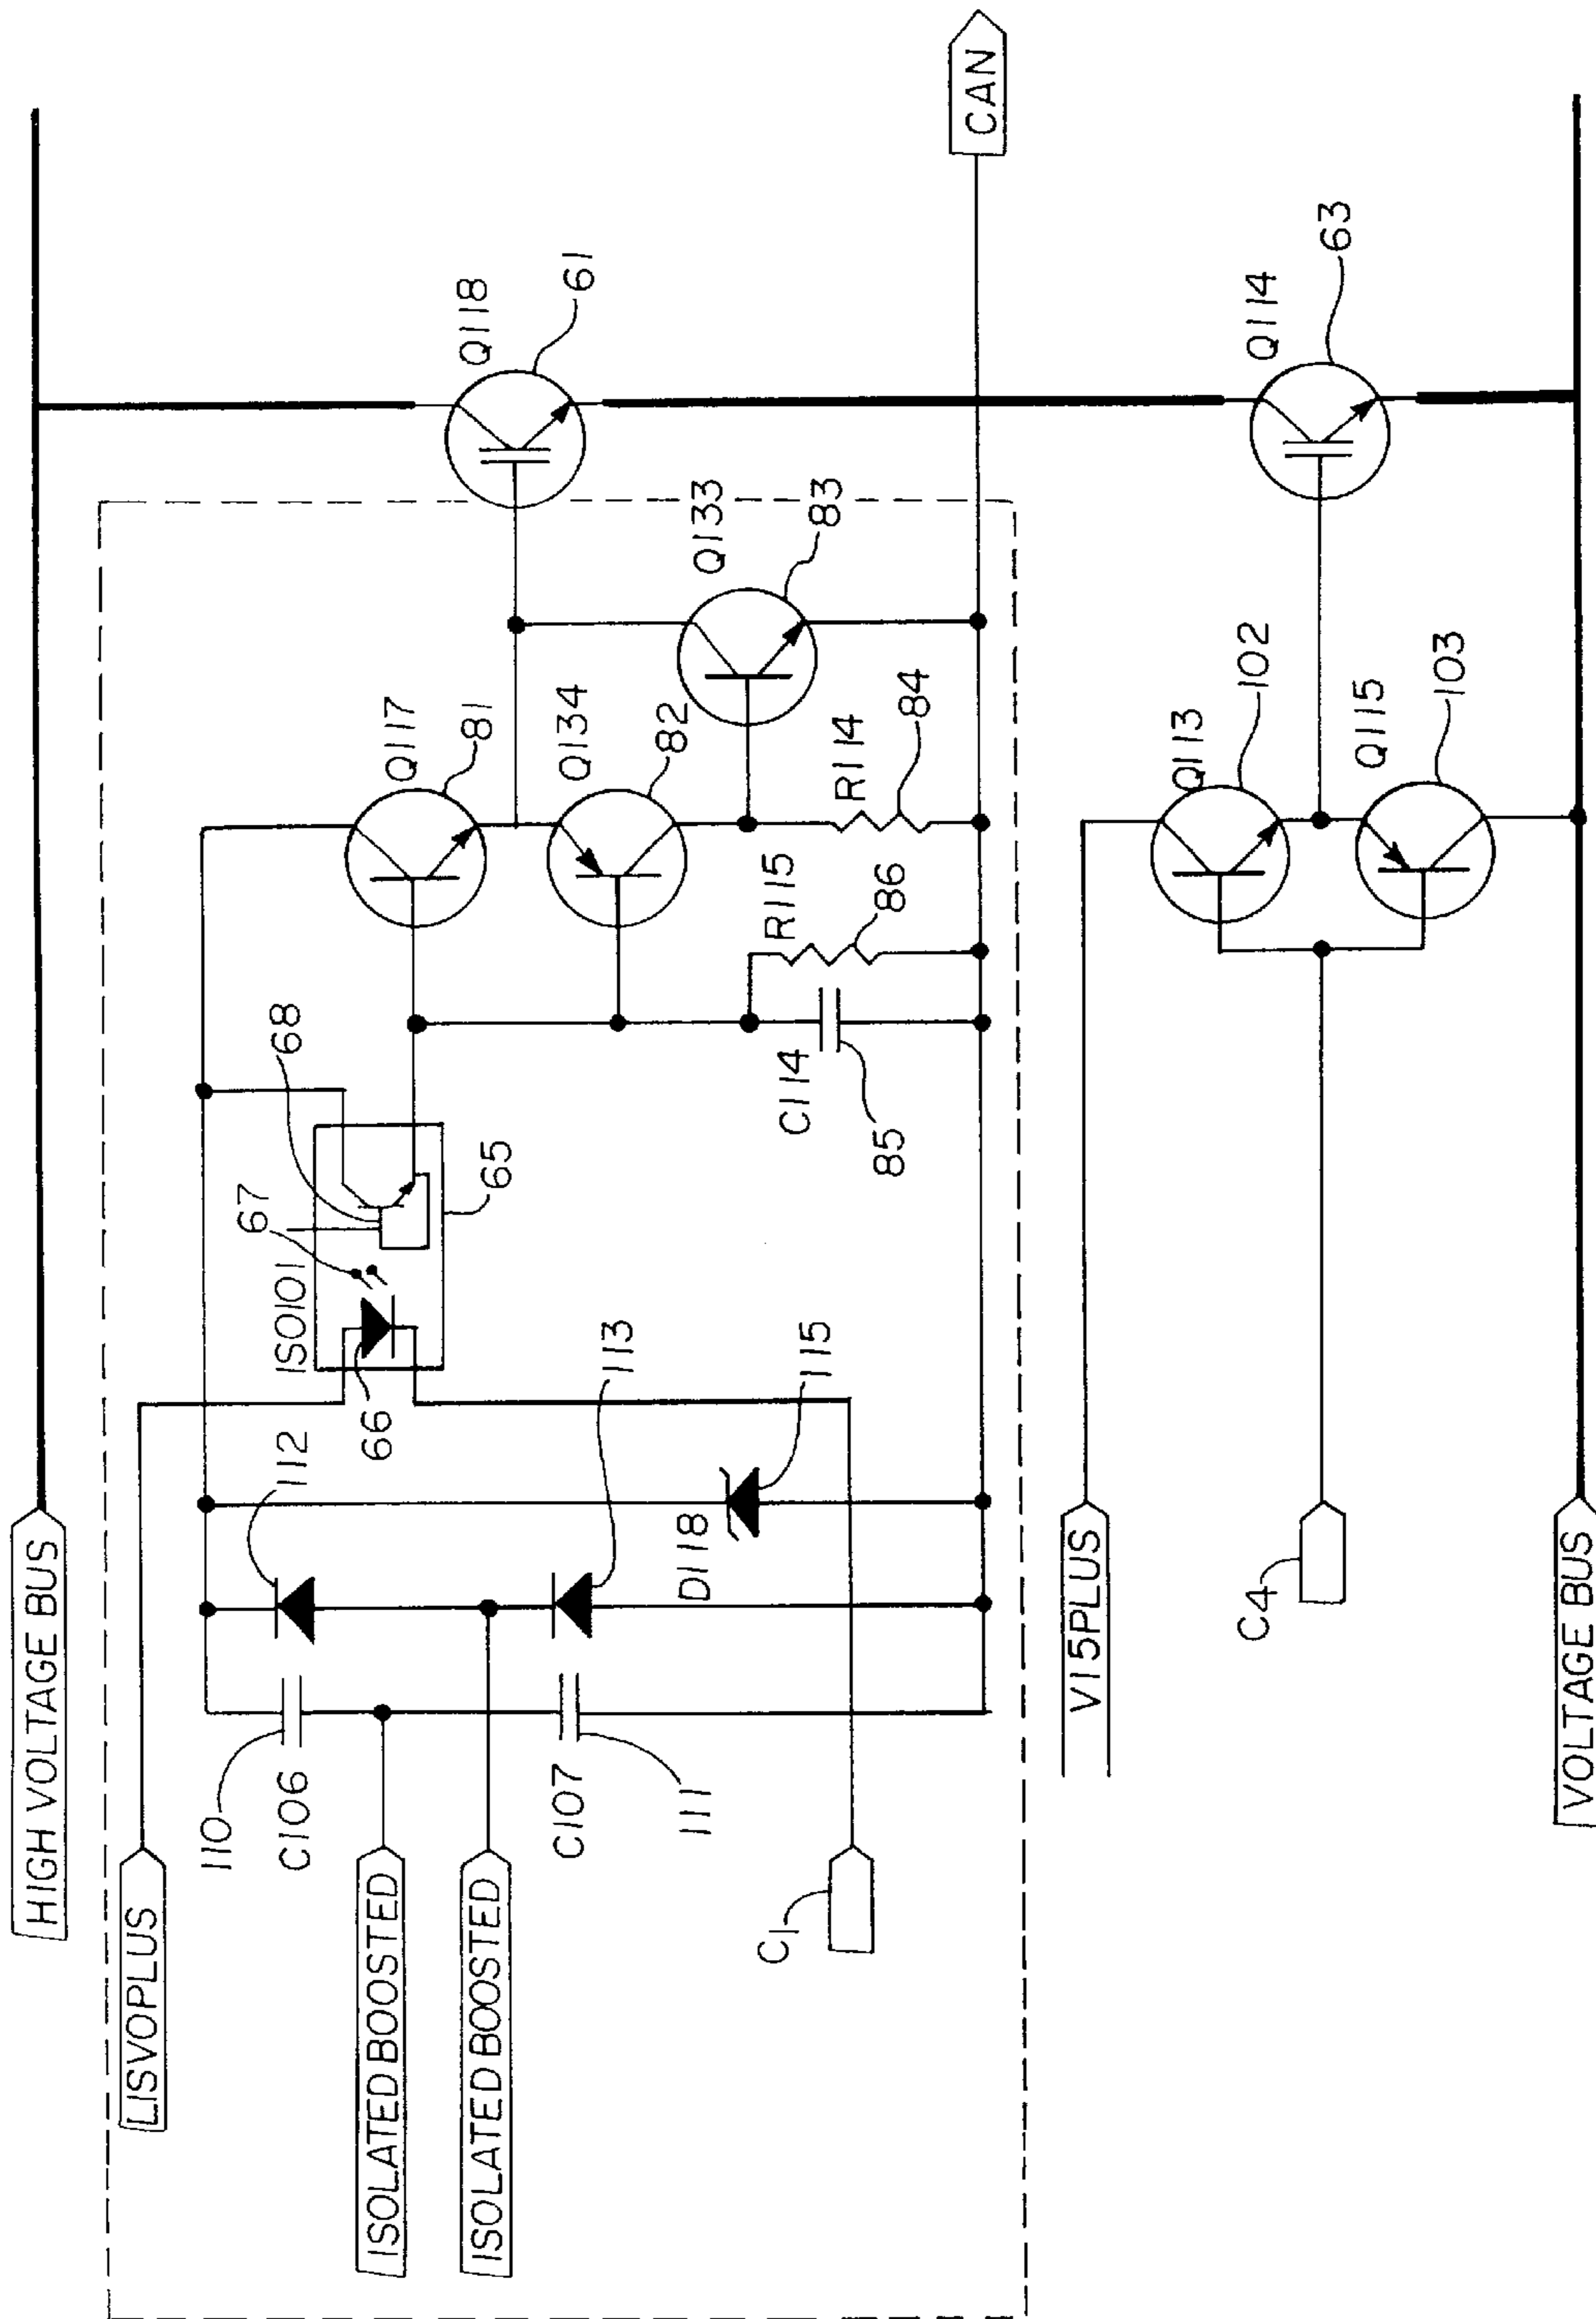 HIGH VOLTAGE BUS
LISVOPLUS
110
C106
ISOLATED BOOSTED
ISOLATED BOOSTED
C107
111
C1
112
66
ISO101
67
68
65
113
D118
115
Q117
81
Q134
82
R115
86
R114
84
C114
85
Q133
83
Q118
61
CAN
V15PLUS
C4
Q113
102
Q115
103
Q114
63
VOLTAGE BUS